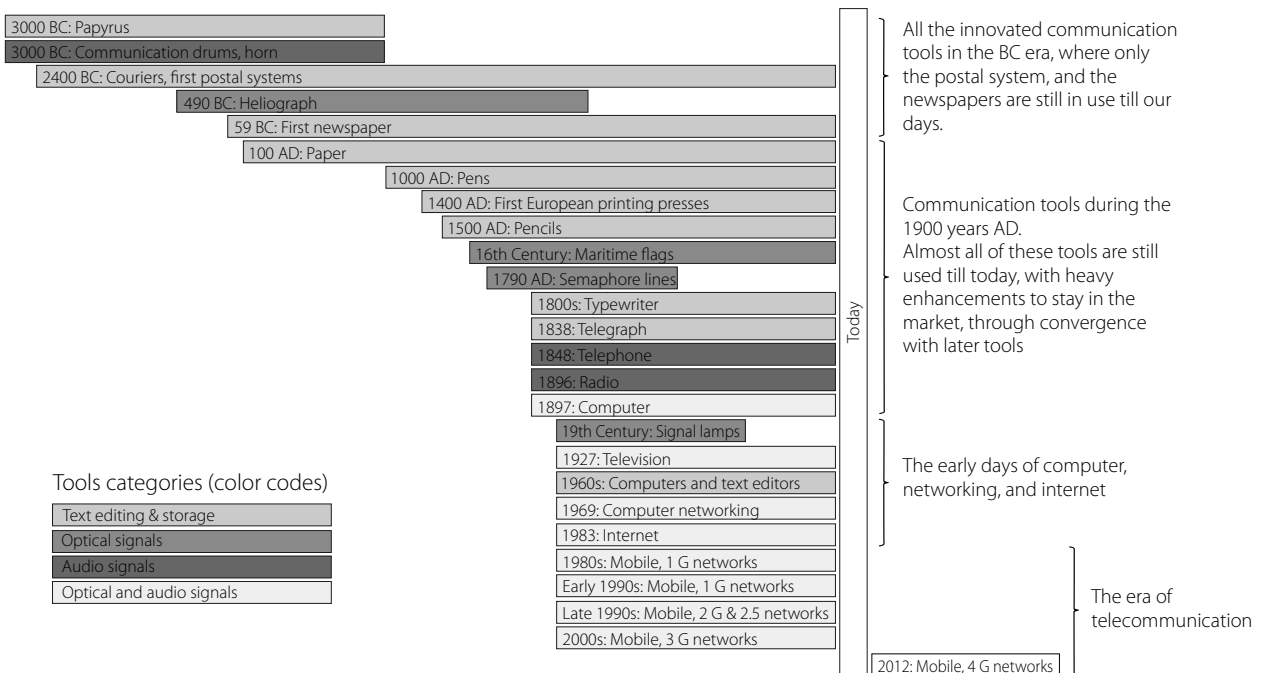 3000 BC: Papyrus
3000 BC: Communication drums, horn
2400 BC: Couriers, first postal systems
490 BC: Heliograph
59 BC: First newspaper
100 AD: Paper
1000 AD: Pens
1400 AD: First European printing presses
1500 AD: Pencils
16th Century: Maritime flags
1790 AD: Semaphore lines
1800s: Typewriter
1838: Telegraph
1848: Telephone
1896: Radio
1897: Computer
19th Century: Signal lamps
1927: Television
1960s: Computers and text editors
1969: Computer networking
1983: Internet
1980s: Mobile, 1 G networks
Early 1990s: Mobile, 1 G networks
Late 1990s: Mobile, 2 G & 2.5 networks
2000s: Mobile, 3 G networks
2012: Mobile, 4 G networks
Today
All the innovated communication
tools in the BC era, where only
the postal system, and the
newspapers are still in use till our
days.
Communication tools during the
1900 years AD.
Almost all of these tools are still
used till today, with heavy
enhancements to stay in the
market, through convergence
with later tools
The early days of computer,
networking, and internet
The era of
telecommunication
Tools categories (color codes)
Text editing & storage
Optical signals
Audio signals
Optical and audio signals